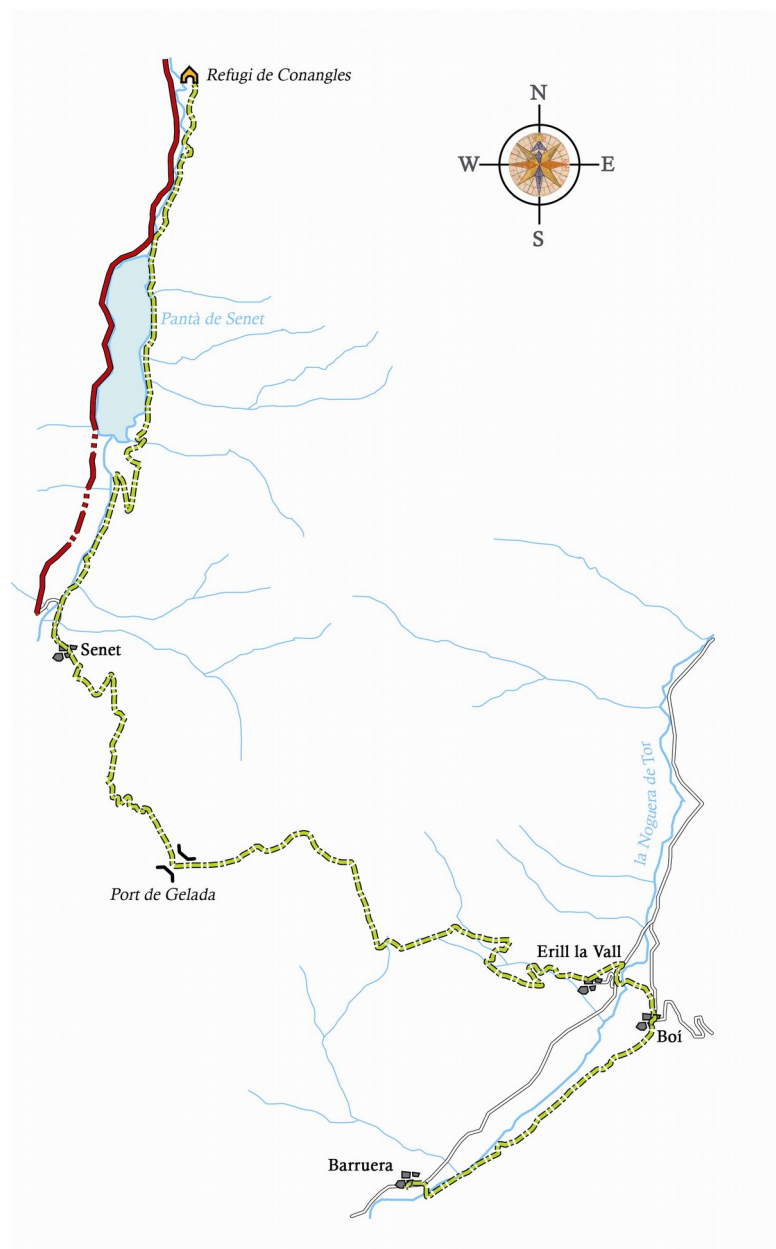 Refugi de Conangles
N
W
E
S
Pantà de Senet
Senet
la Noguera de Tor
Port de Gelada
Erill la Vall
Boí
Barruera